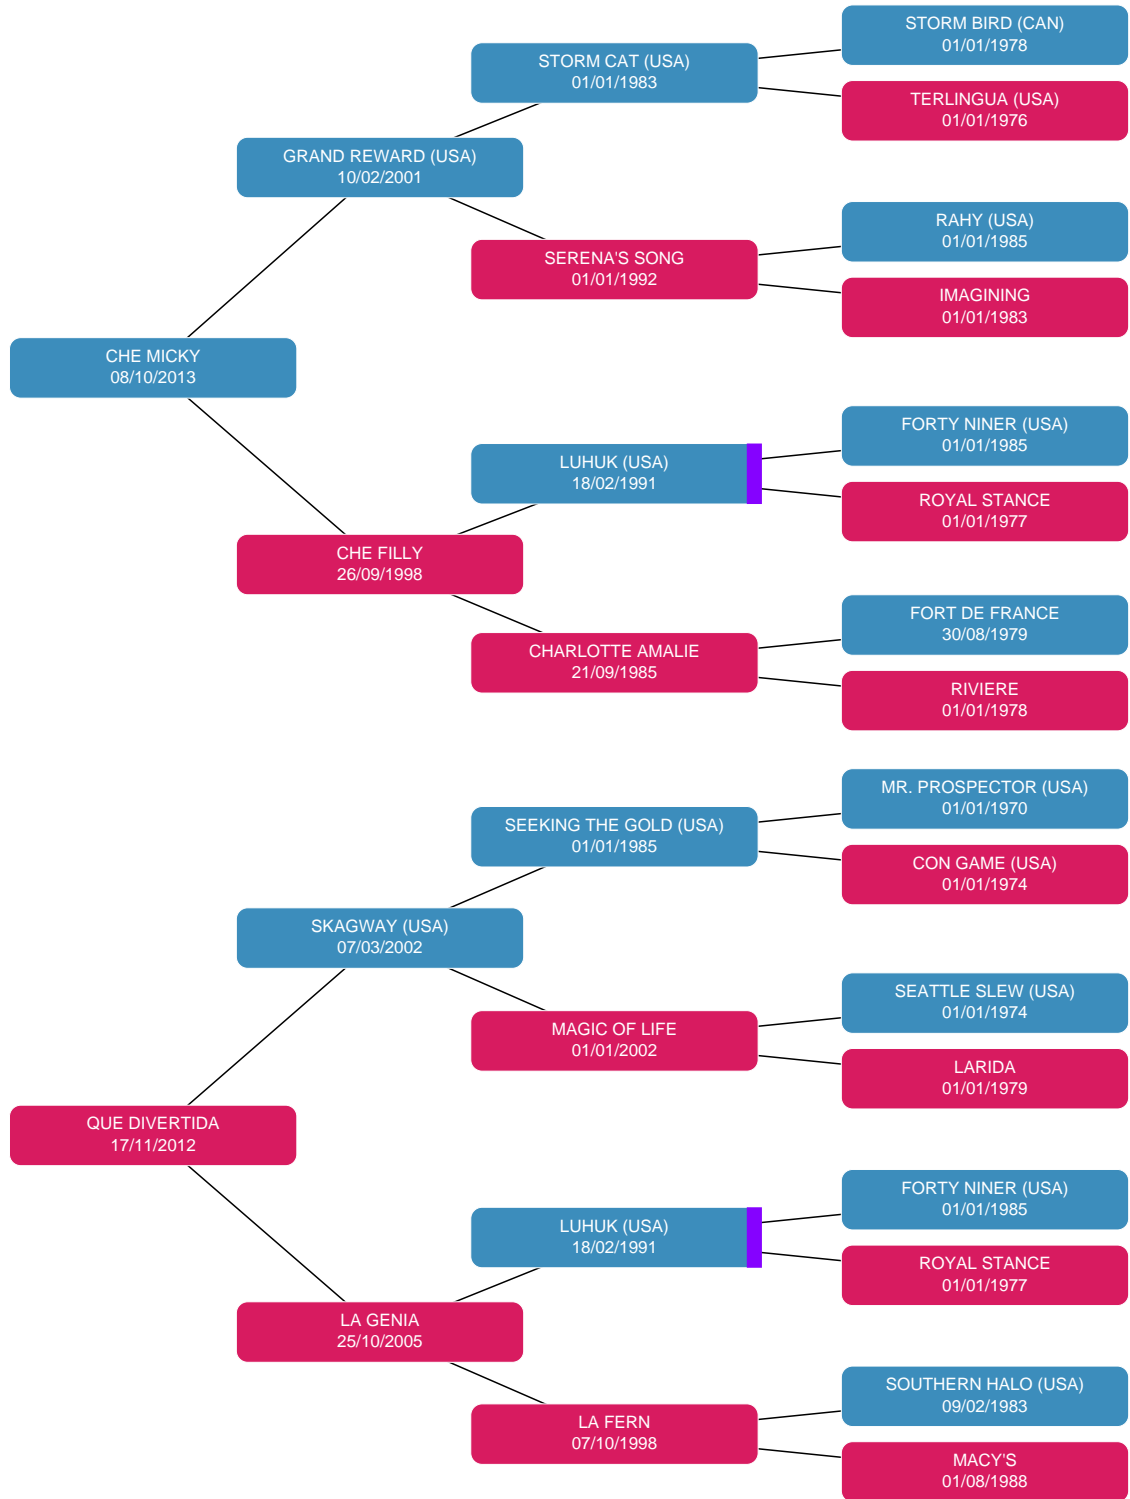 STORM BIRD (CAN)
01/01/1978
STORM CAT (USA)
01/01/1983
TERLINGUA (USA)
01/01/1976
GRAND REWARD (USA)
10/02/2001
RAHY (USA)
01/01/1985
SERENA'S SONG
01/01/1992
IMAGINING
01/01/1983
CHE MICKY
08/10/2013
FORTY NINER (USA)
01/01/1985
LUHUK (USA)
18/02/1991
ROYAL STANCE
01/01/1977
CHE FILLY
26/09/1998
FORT DE FRANCE
30/08/1979
CHARLOTTE AMALIE
21/09/1985
RIVIERE
01/01/1978
MR. PROSPECTOR (USA)
01/01/1970
SEEKING THE GOLD (USA)
01/01/1985
CON GAME (USA)
01/01/1974
SKAGWAY (USA)
07/03/2002
SEATTLE SLEW (USA)
01/01/1974
MAGIC OF LIFE
01/01/2002
LARIDA
01/01/1979
QUE DIVERTIDA
17/11/2012
FORTY NINER (USA)
01/01/1985
LUHUK (USA)
18/02/1991
ROYAL STANCE
01/01/1977
LA GENIA
25/10/2005
SOUTHERN HALO (USA)
09/02/1983
LA FERN
07/10/1998
MACY'S
01/08/1988